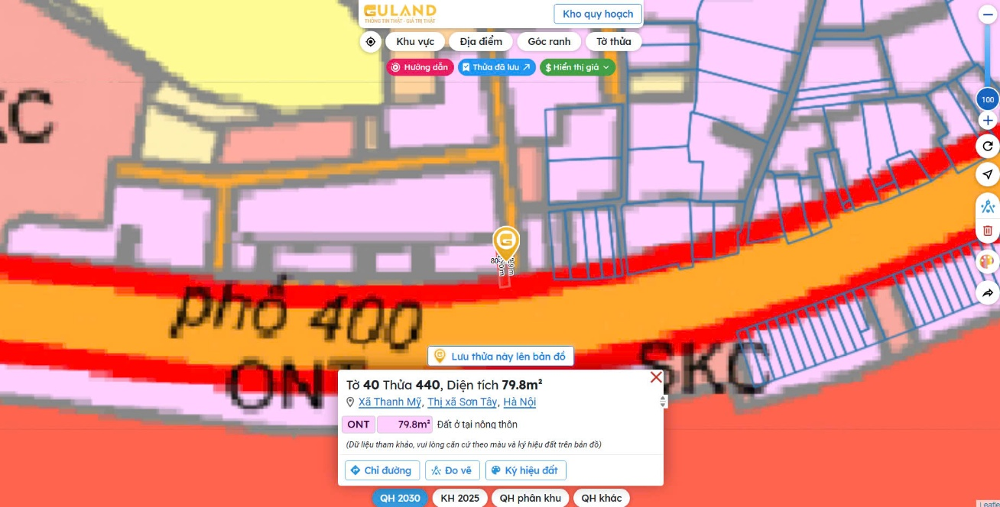 GULAND
THÔNG TIN THẬT - GIÁ TRỊ THẬT
Kho quy hoạch
Khu vực
Địa điểm
Góc ranh
Tờ thửa
Hướng dẫn
Thửa đã lưu
$ Hiển thị giá
100
phố 400
ONT
SKC
Lưu thửa này lên bản đồ
Tờ 40 Thửa 440, Diện tích 79.8m²
Xã Thanh Mỹ, Thị xã Sơn Tây, Hà Nội
ONT 79.8m² Đất ở tại nông thôn
(Dữ liệu tham khảo, vui lòng căn cứ theo màu và ký hiệu đất trên bản đồ)
Chỉ đường
Đo vẽ
Ký hiệu đất
QH 2030
KH 2025
QH phân khu
QH khác